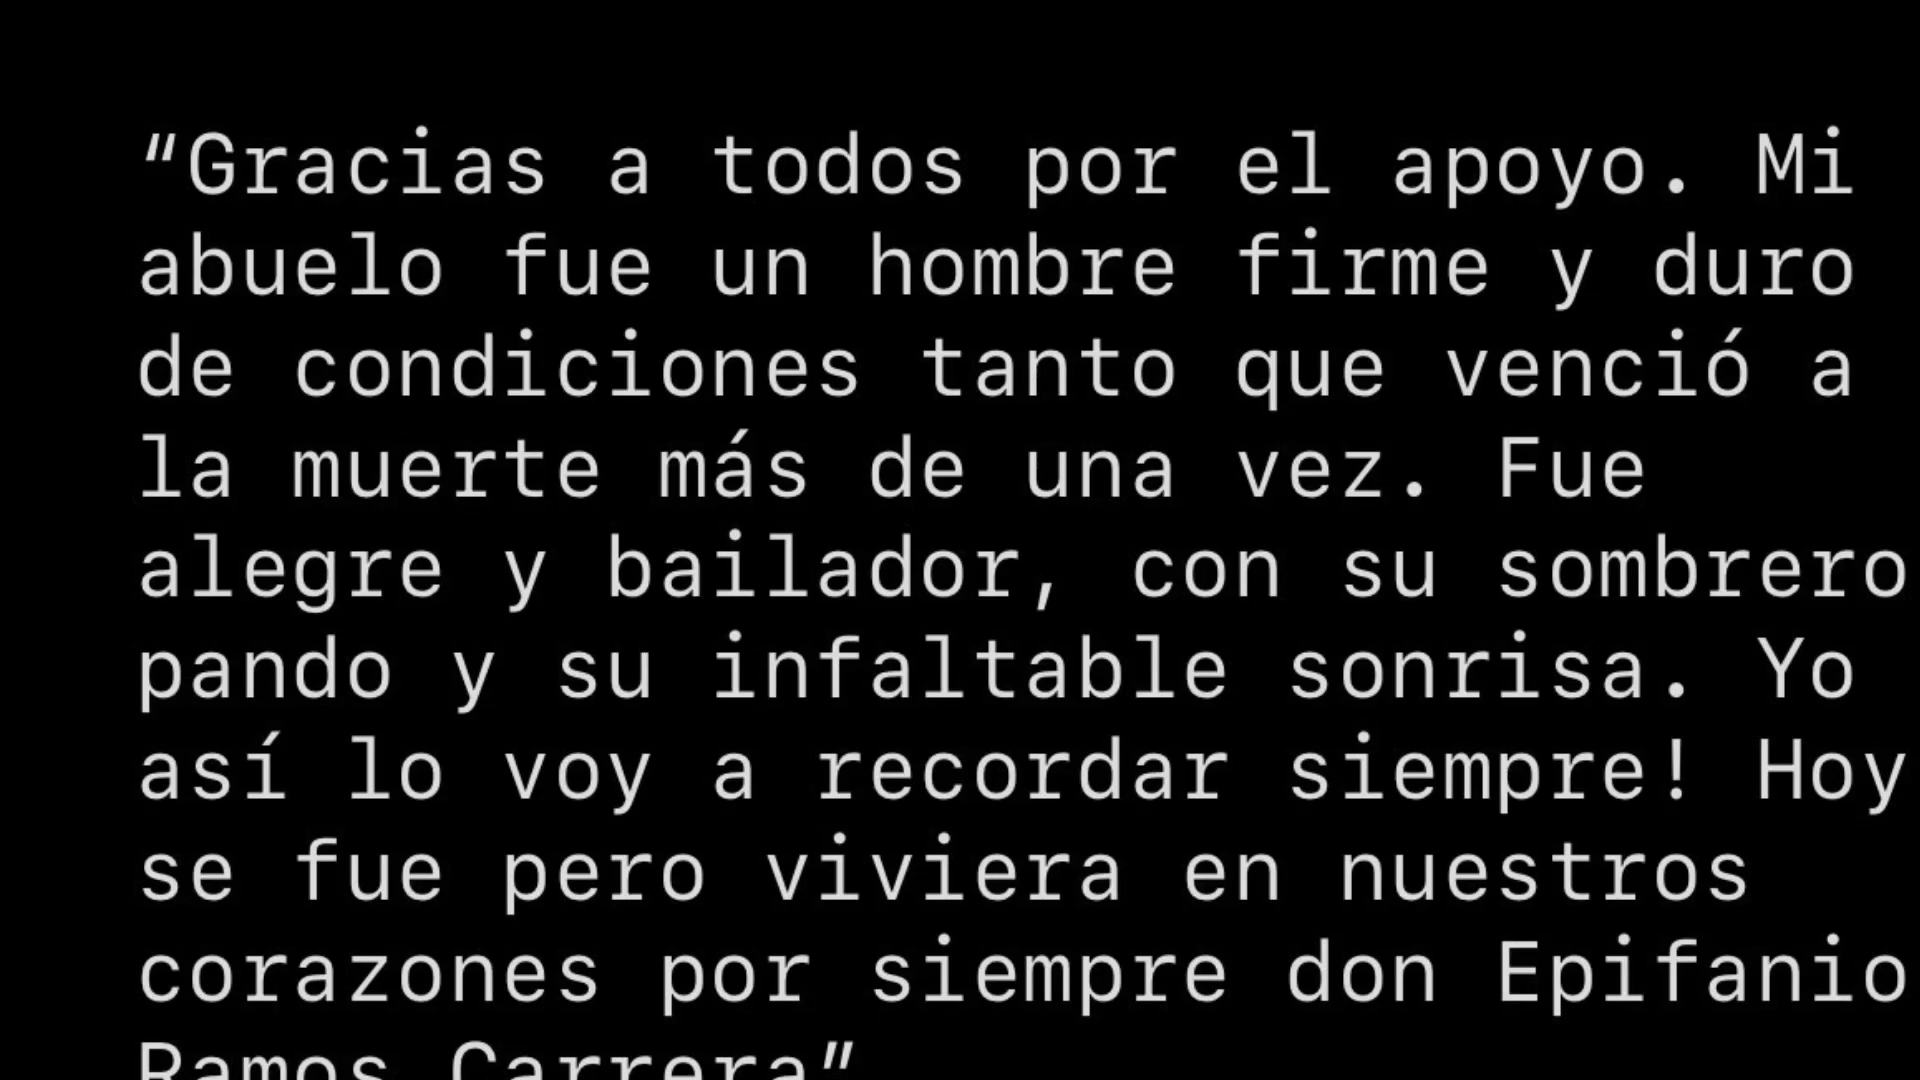 “Gracias a todos por el apoyo. Mi
abuelo fue un hombre firme y duro
de condiciones tanto que venció a
la muerte más de una vez. Fue
alegre y bailador, con su sombrero
pando y su infaltable sonrisa. Yo
así lo voy a recordar siempre! Hoy
se fue pero viviera en nuestros
corazones por siempre don Epifanio
Ramos Carrera”